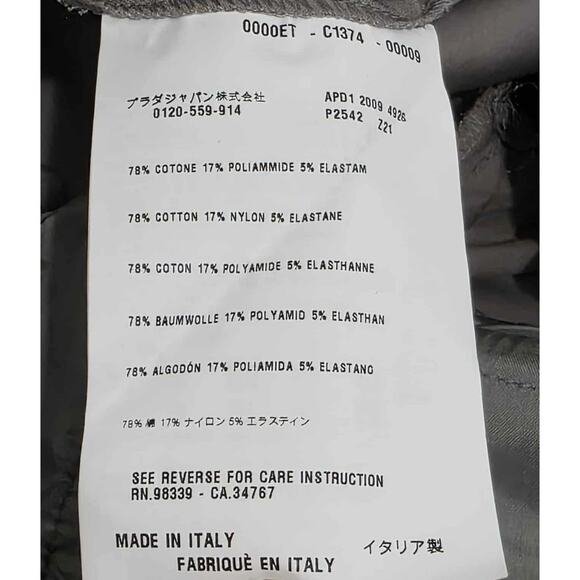 0000ET - C1374 - 00009
プラダジャパン株式会社 APD1 2009 4926
0120-559-914 P2542 Z21
78% COTONE 17% POLIAMMIDE 5% ELASTAM
78% COTTON 17% NYLON 5% ELASTANE
78% COTON 17% POLYAMIDE 5% ELASTHANNE
78% BAUMWOLLE 17% POLYAMID 5% ELASTHAN
78% ALGODÓN 17% POLIAMIDA 5% ELASTANO
78% 綿 17% ナイロン 5% エラステイン
SEE REVERSE FOR CARE INSTRUCTION
RN.98339 - CA.34767
MADE IN ITALY イタリア製
FABRIQUÈ EN ITALY